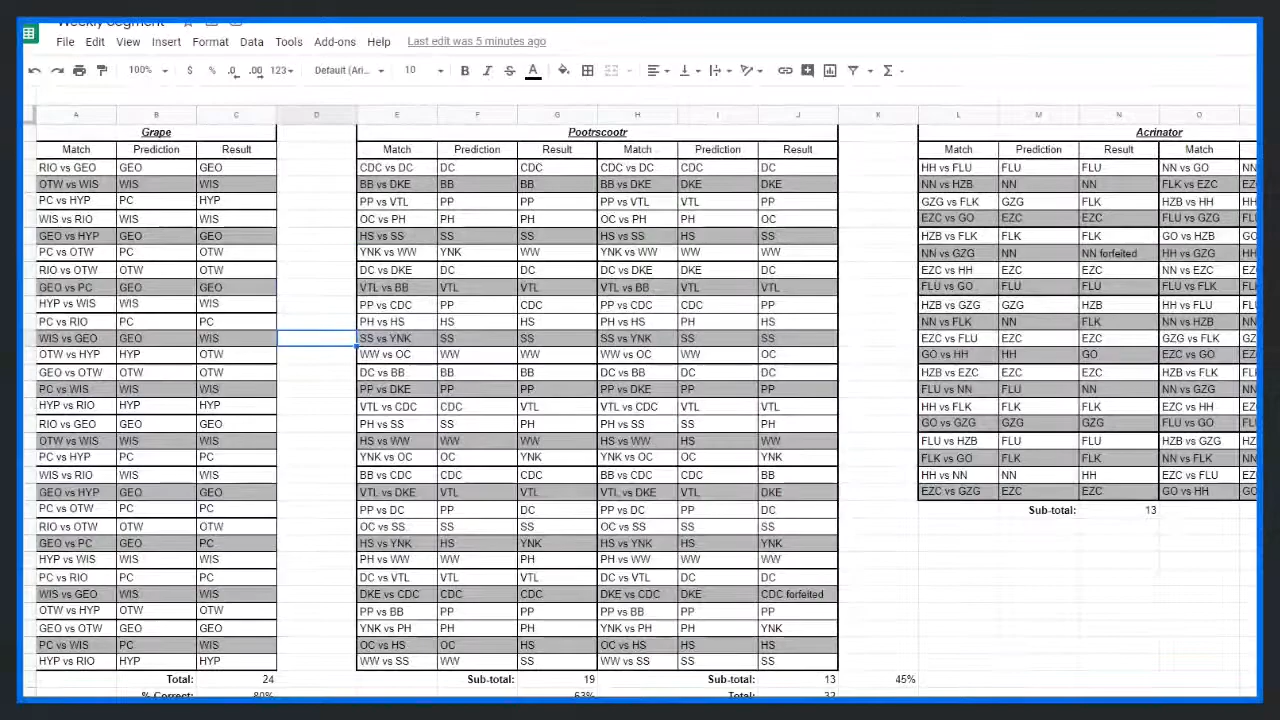 Weekly Segment
File Edit View Insert Format Data Tools Add-ons Help Last edit was 5 minutes ago
100% $ % .0 .00 123 Default (Ari... 10 B I S A
A B C D E F G H I J K L M N O
Grape Pootrscootr Acrinator
Match Prediction Result Match Prediction Result Match Prediction Result Match Prediction Result Match
RIO vs GEO GEO GEO CDC vs DC DC CDC CDC vs DC CDC DC HH vs FLU FLU FLU NN vs GO NN
OTW vs WIS WIS WIS BB vs DKE BB BB BB vs DKE DKE DKE NN vs HZB NN NN FLK vs EZC EZC
PC vs HYP PC HYP PP vs VTL PP PP PP vs VTL VTL PP GZG vs FLK GZG FLK HZB vs HH HH
WIS vs RIO WIS WIS OC vs PH PH PH OC vs PH PH OC EZC vs GO EZC EZC FLU vs GZG FLU
GEO vs HYP GEO GEO HS vs SS SS SS HS vs SS HS SS HZB vs FLK FLK FLK GO vs HZB GO
PC vs OTW PC OTW YNK vs WW YNK WW YNK vs WW WW WW NN vs GZG NN NN forfeited HH vs GZG HH
RIO vs OTW OTW OTW DC vs DKE DC DC DC vs DKE DKE DC EZC vs HH EZC EZC NN vs EZC EZC
GEO vs PC GEO GEO VTL vs BB VTL VTL VTL vs BB VTL VTL FLU vs GO FLU FLU FLU vs FLK FLK
HYP vs WIS WIS WIS PP vs CDC PP CDC PP vs CDC CDC PP HZB vs GZG GZG HZB HH vs FLU FLU
PC vs RIO PC PC PH vs HS HS HS PH vs HS PH HS NN vs FLK NN FLK NN vs HZB NN
WIS vs GEO GEO WIS SS vs YNK SS SS SS vs YNK SS SS EZC vs FLU EZC EZC GZG vs FLK FLK
OTW vs HYP HYP OTW WW vs OC WW WW WW vs OC WW OC GO vs HH HH GO EZC vs GO EZC
GEO vs OTW GEO GEO DC vs BB BB BB DC vs BB DC DC HZB vs EZC EZC EZC HZB vs FLK FLK
PC vs WIS PC WIS PP vs DKE PP PP PP vs DKE PP PP FLU vs NN FLU NN NN vs GZG NN
HYP vs RIO HYP HYP VTL vs CDC CDC VTL VTL vs CDC VTL VTL HH vs FLK FLK FLK EZC vs HH EZC
RIO vs GEO GEO GEO PH vs SS SS PH PH vs SS SS PH GO vs GZG GZG GZG FLU vs GO FLU
OTW vs WIS WIS WIS HS vs WW WW WW HS vs WW HS WW FLU vs HZB FLU FLU HZB vs GZG GZG
PC vs HYP PC PC YNK vs OC OC YNK YNK vs OC OC YNK FLK vs GO FLK FLK NN vs FLK FLK
WIS vs RIO WIS WIS BB vs CDC CDC CDC BB vs CDC CDC BB HH vs NN NN HH EZC vs FLU EZC
GEO vs HYP GEO GEO VTL vs DKE VTL VTL VTL vs DKE VTL DKE EZC vs GZG EZC EZC GO vs HH GO
PC vs OTW PC PC PP vs DC PP DC PP vs DC PP DC Sub-total: 13
RIO vs OTW OTW OTW OC vs SS SS SS OC vs SS SS SS
GEO vs PC GEO PC HS vs YNK HS YNK HS vs YNK HS YNK
HYP vs WIS WIS WIS PH vs WW WW PH PH vs WW WW WW
PC vs RIO PC PC DC vs VTL VTL VTL DC vs VTL DC DC
WIS vs GEO GEO WIS DKE vs CDC CDC CDC DKE vs CDC DKE CDC forfeited
OTW vs HYP OTW OTW PP vs BB PP PP PP vs BB PP PP
GEO vs OTW GEO GEO YNK vs PH PH PH YNK vs PH PH YNK
PC vs WIS PC WIS OC vs HS OC HS OC vs HS OC HS
HYP vs RIO HYP HYP WW vs SS WW SS WW vs SS SS SS
Total: 24 Sub-total: 19 Sub-total: 13 45%
% Correct: 80% 63% Total: 32